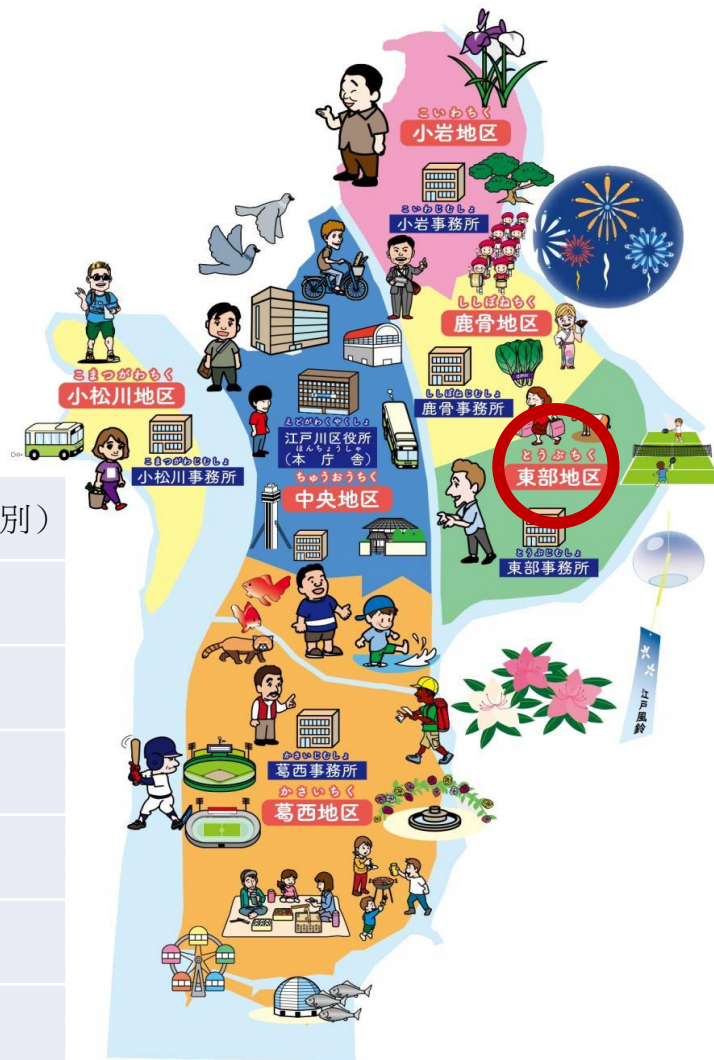 こいわちく
小岩地区
こいわじむしょ
小岩事務所
ししぼねちく
鹿骨地区
ししぼねじむしょ
鹿骨事務所
こまつがわちく
小松川地区
こまつがわじむしょ
小松川事務所
えどがわくやくしょ
江戸川区役所
ほんちょうしゃ
(本庁舎)
ちゅうおうちく
中央地区
とうぶちく
東部地区
とうぶじむしょ
東部事務所
別）
江戸風鈴
かさいじむしょ
葛西事務所
かさいちく
葛西地区